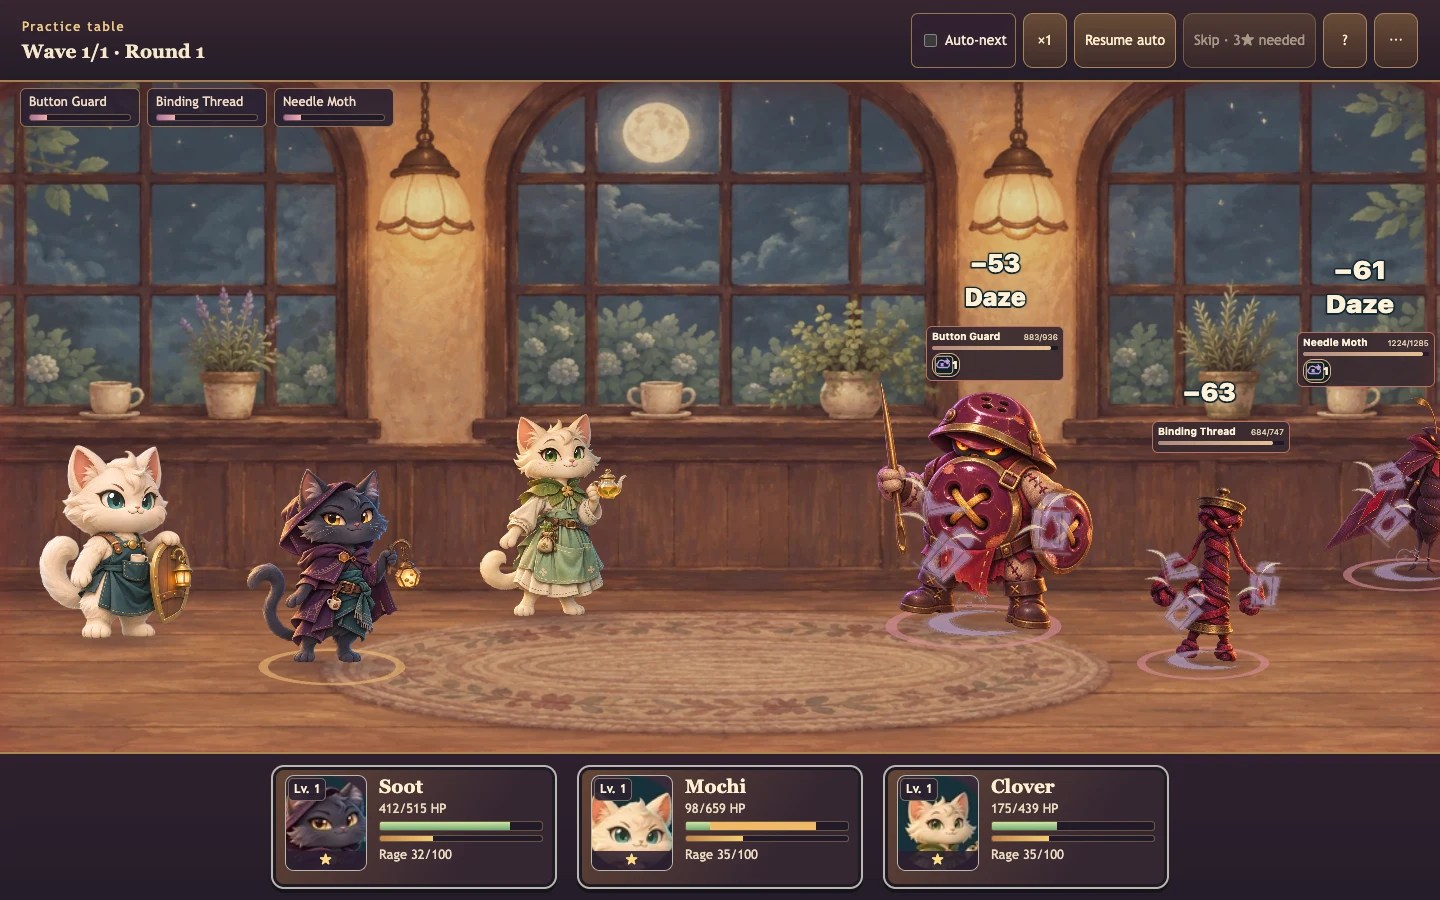 Practice table
Wave 1/1 · Round 1
Auto-next
×1
Resume auto
Skip · 3★ needed
?
...
Button Guard
Binding Thread
Needle Moth
−53
Daze
Button Guard 883/936
1
−61
Daze
Needle Moth 1224/1285
1
−63
Binding Thread 684/747
Lv. 1
Soot
412/515 HP
Rage 32/100
Lv. 1
Mochi
98/659 HP
Rage 35/100
Lv. 1
Clover
175/439 HP
Rage 35/100